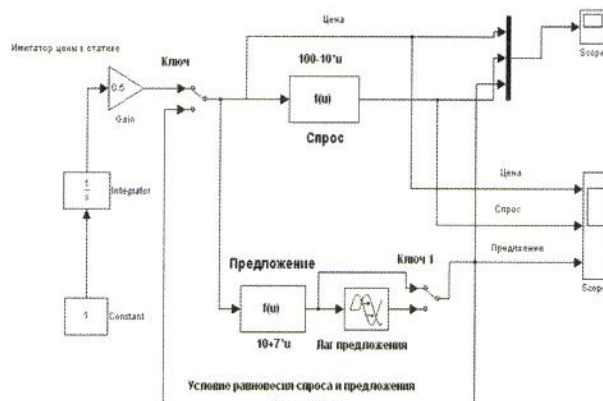 Цена
Имитатор цены в статике
Ключ
100-10*u
Scope
0.5
f(u)
Gain
Спрос
1
s
Integrator
Цена
Спрос
Предложение
Ключ 1
Предложение
f(u)
1
Constant
10+7*u
Лаг предложения
Scope
Условие равновесия спроса и предложения